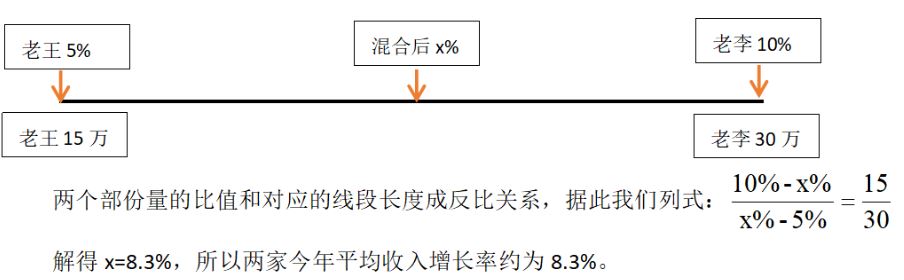 老王 5%
混合后 x%
老李 10%
老王 15 万
老李 30 万
两个部份量的比值和对应的线段长度成反比关系，据此我们列式：(10%-x%)/(x%-5%)=15/30
解得 x=8.3%，所以两家今年平均收入增长率约为 8.3%。